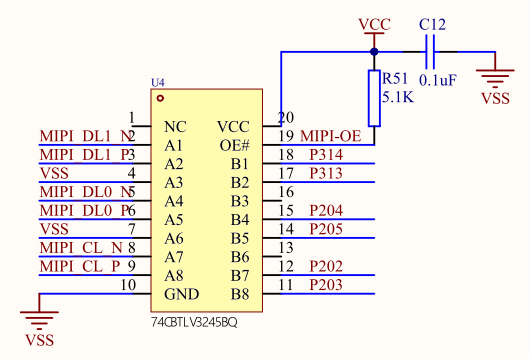 VCC
C12
0.1uF
VSS
R51
5.1K
U4
1 NC VCC 20
MIPI_DL1_N 2 A1 OE# 19 MIPI-OE
MIPI_DL1_P 3 A2 B1 18 P314
VSS 4 A3 B2 17 P313
MIPI_DL0_N 5 A4 B3 16
MIPI_DL0_P 6 A5 B4 15 P204
VSS 7 A6 B5 14 P205
MIPI_CL_N 8 A7 B6 13
MIPI_CL_P 9 A8 B7 12 P202
10 GND B8 11 P203
74CBTLV3245BQ
VSS